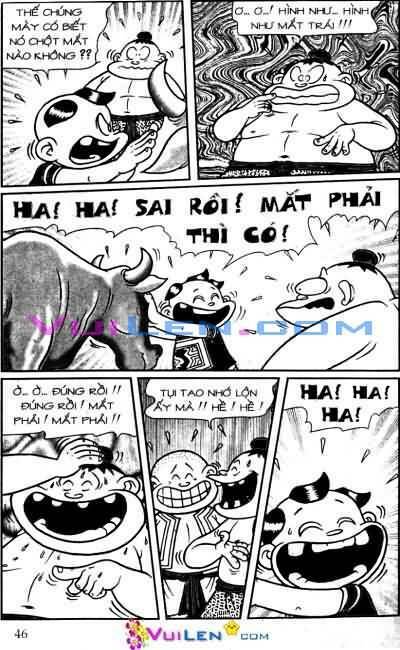 THẾ CHÚNG
MÀY CÓ BIẾT
NÓ CHỘT MẮT
NÀO KHÔNG ??
Ơ... Ơ...! HÌNH NHƯ... HÌNH
NHƯ MẮT TRÁI !!!
HA! HA! SAI RỒI! MẮT PHẢI
THÌ CÓ!
VuiLen.com
Ờ... Ờ... ĐÚNG RỒI !!
ĐÚNG RỒI ! MẮT
PHẢI ! MẮT PHẢI !!
TỤI TAO NHỚ LỘN
ẤY MÀ !! HÊ ! HÊ !
HA! HA!
HA!
46
VuiLen.com